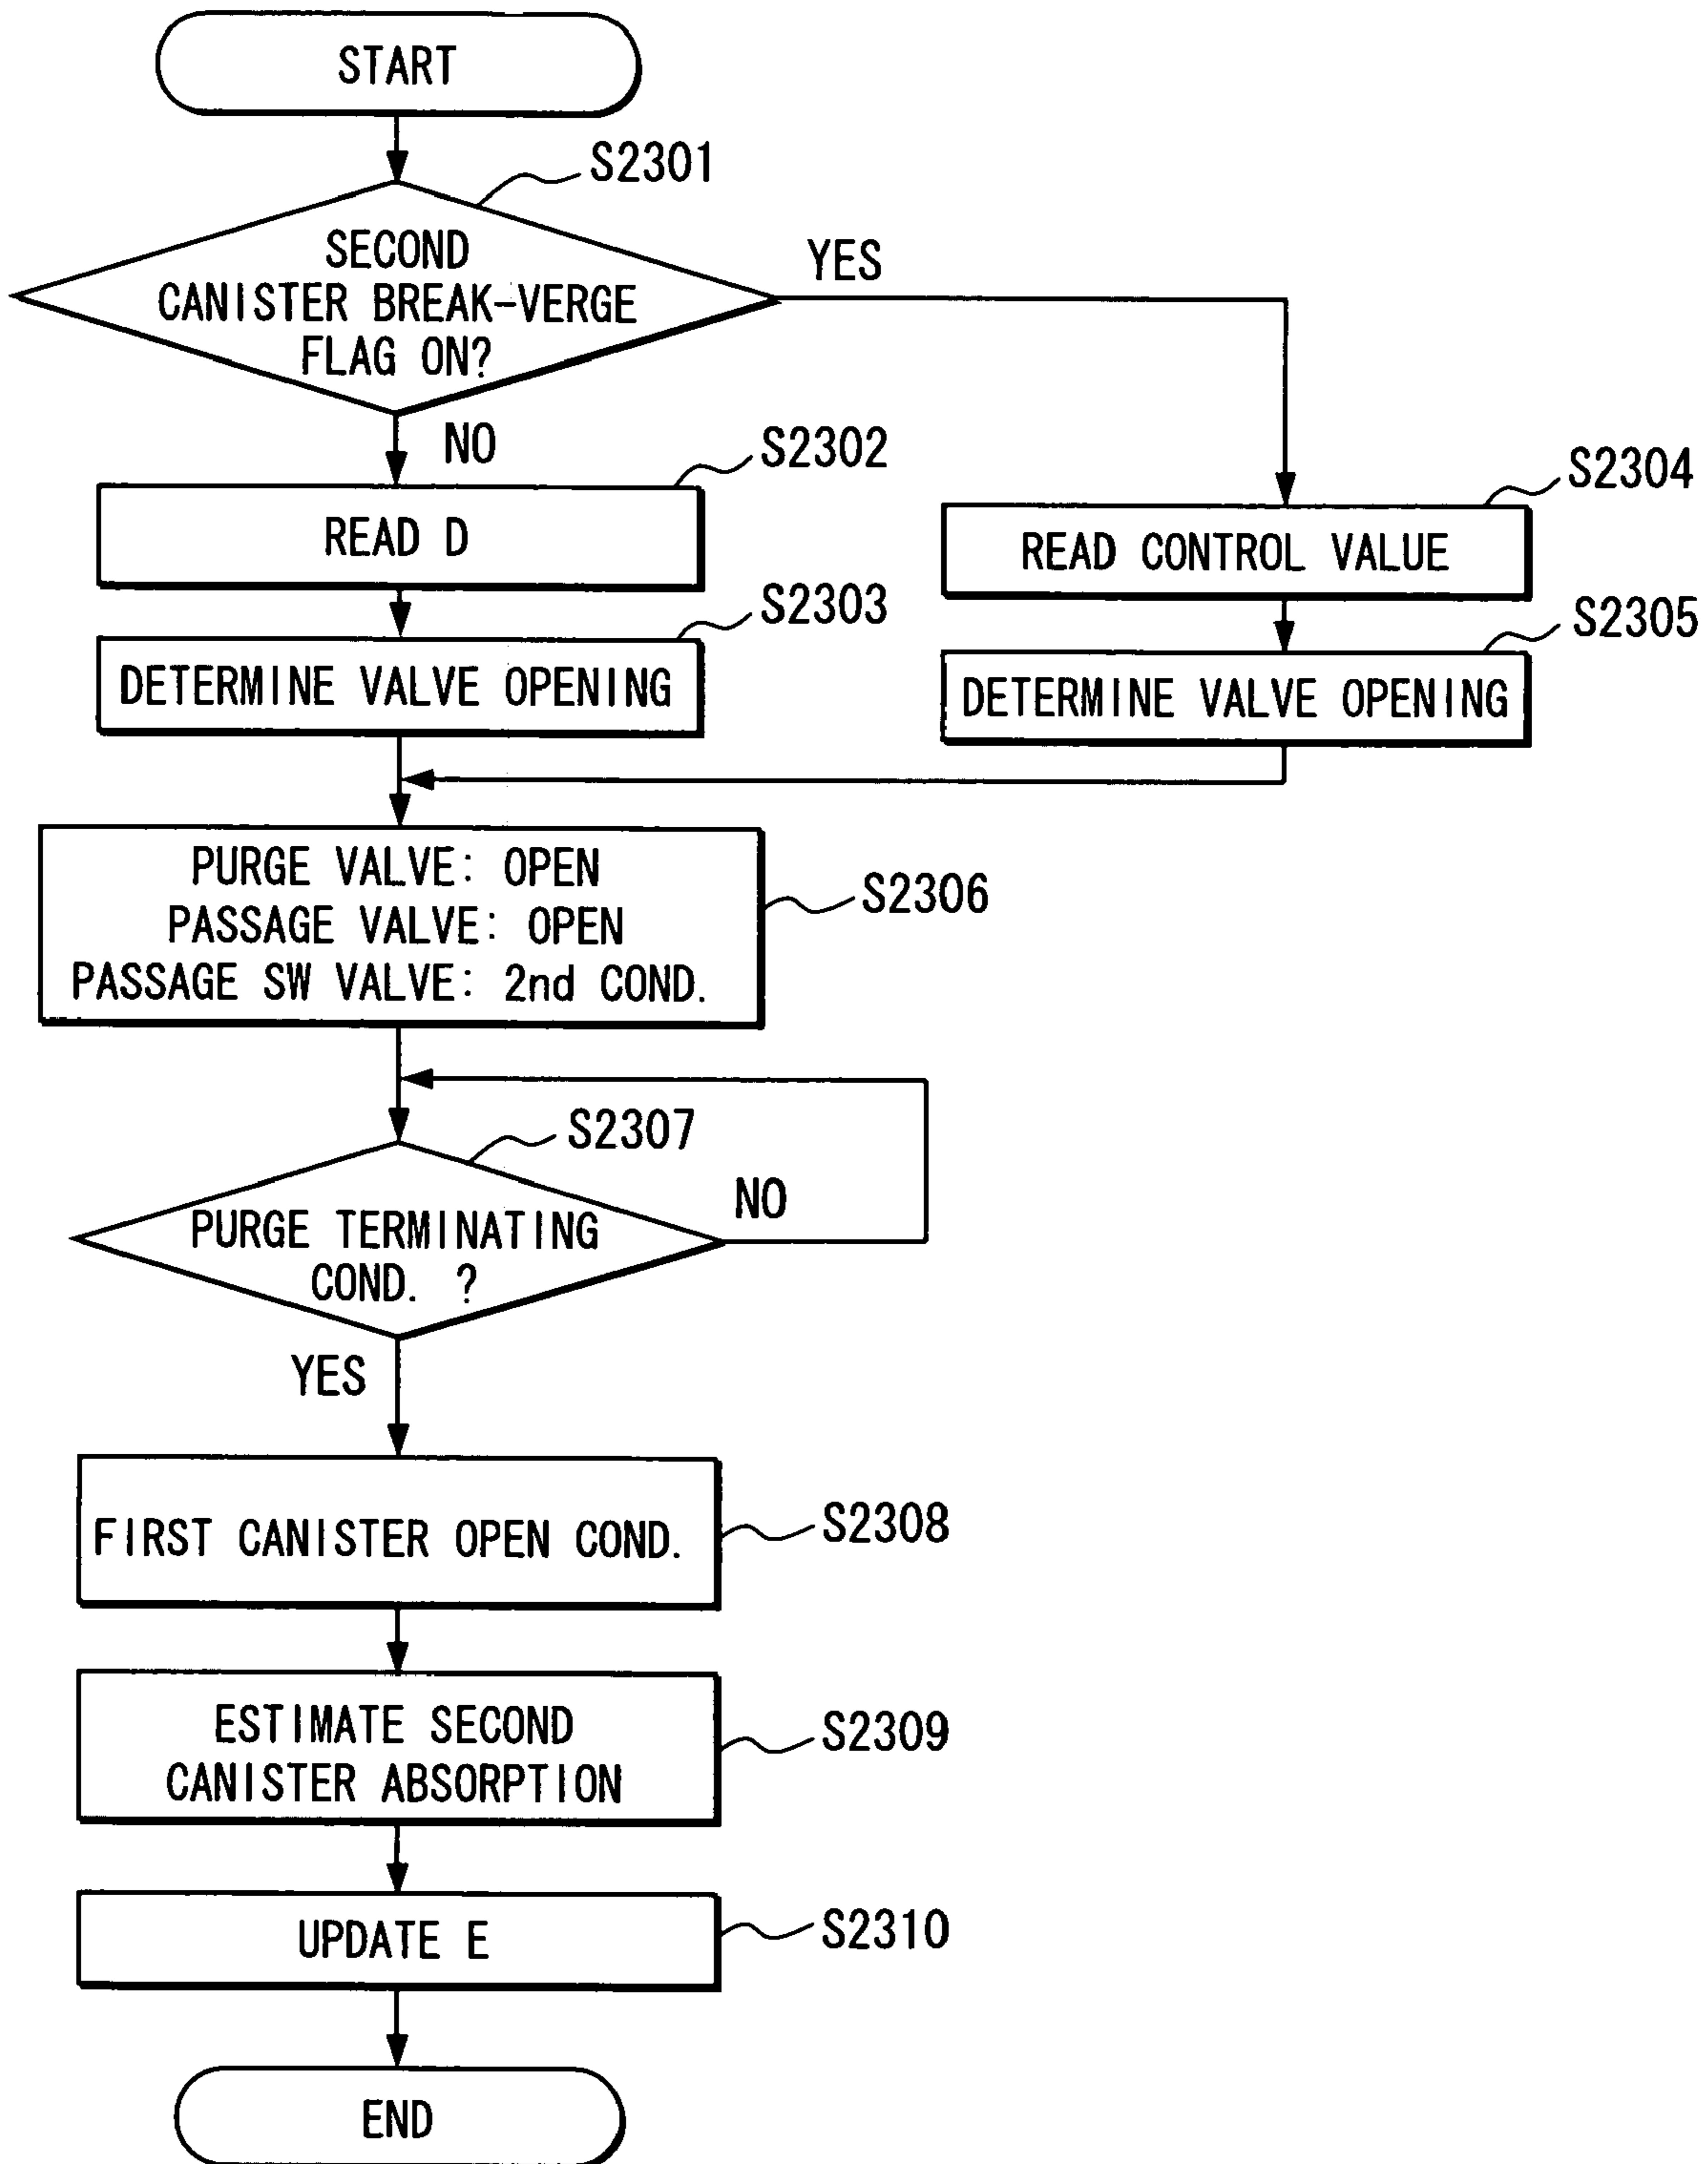 START
S2301
SECOND
CANISTER BREAK-VERGE
FLAG ON?
YES
NO
S2302
READ D
S2304
READ CONTROL VALUE
S2303
DETERMINE VALVE OPENING
S2305
DETERMINE VALVE OPENING
PURGE VALVE: OPEN
PASSAGE VALVE: OPEN
PASSAGE SW VALVE: 2nd COND.
S2306
S2307
PURGE TERMINATING
COND. ?
NO
YES
FIRST CANISTER OPEN COND.
S2308
ESTIMATE SECOND
CANISTER ABSORPTION
S2309
UPDATE E
S2310
END